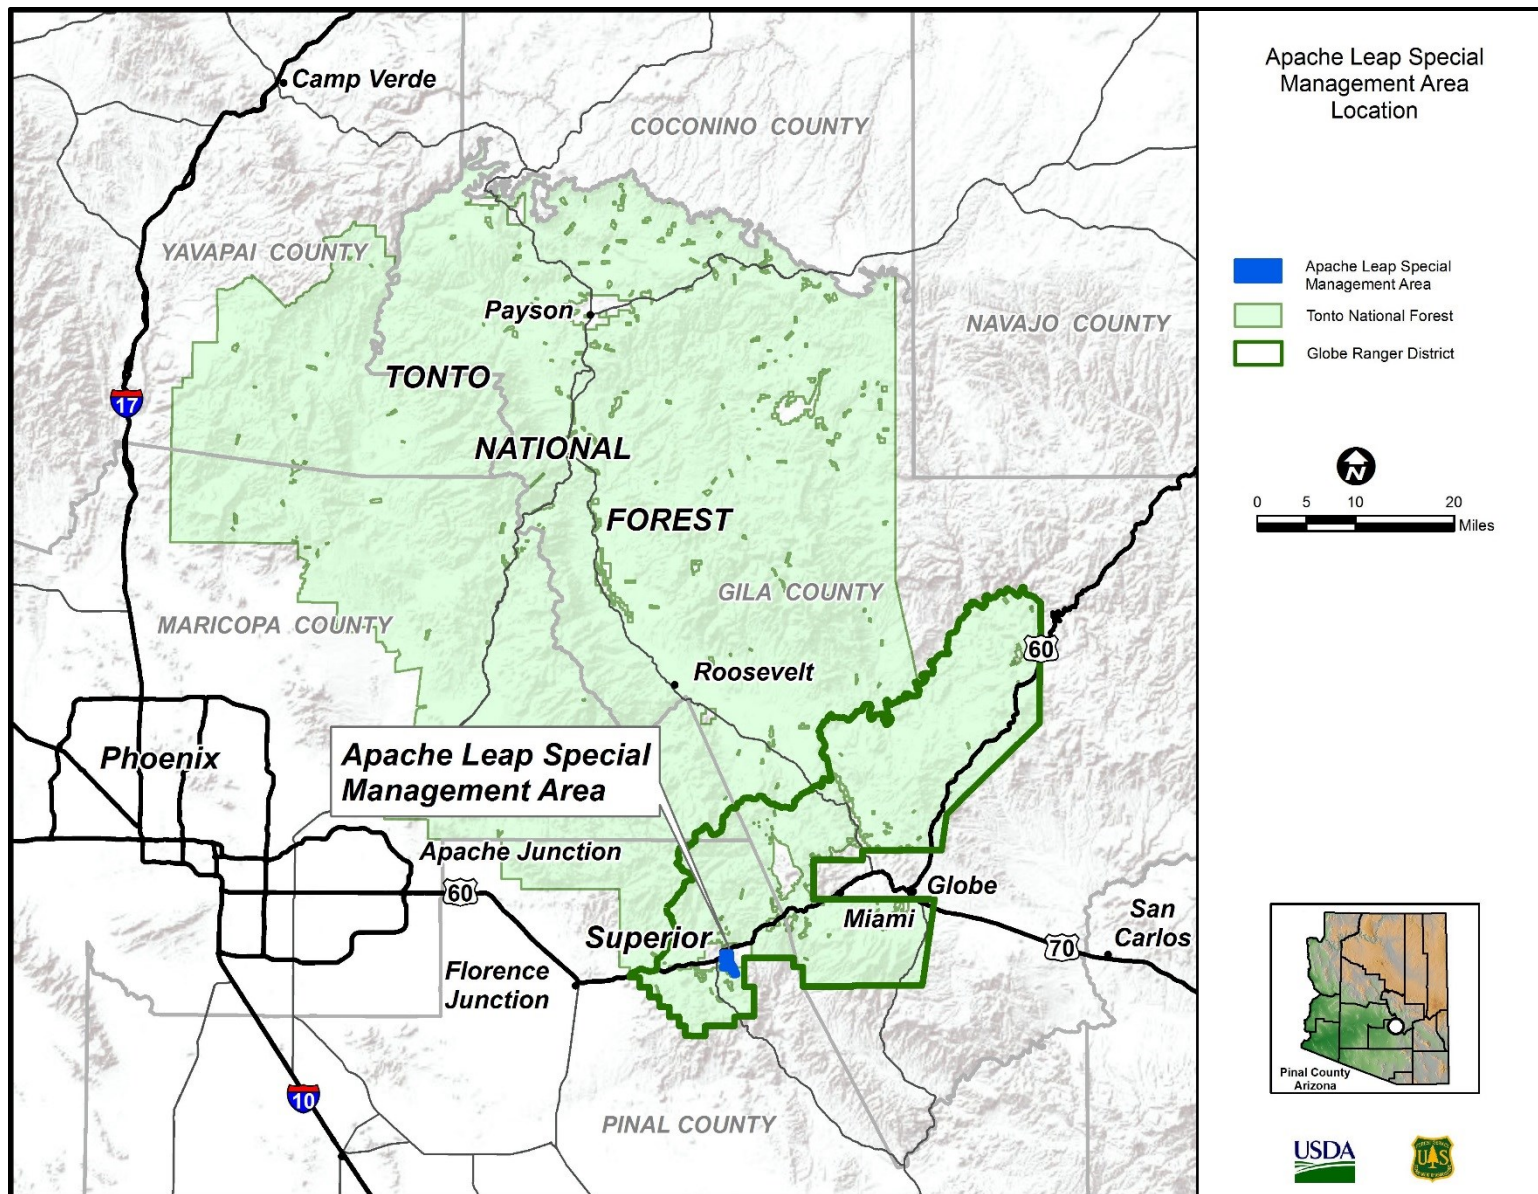 Camp Verde
COCONINO COUNTY
YAVAPAI COUNTY
Payson
NAVAJO COUNTY
TONTO
17
NATIONAL
FOREST
GILA COUNTY
MARICOPA COUNTY
60
Roosevelt
Phoenix
Apache Leap Special
Management Area
Apache Junction
60
Globe
Miami
San
Carlos
Superior
70
Florence
Junction
10
PINAL COUNTY
Apache Leap Special
Management Area
Location
Apache Leap Special
Management Area
Tonto National Forest
Globe Ranger District
N
0 5 10 20
Miles
Pinal County
Arizona
USDA
U S